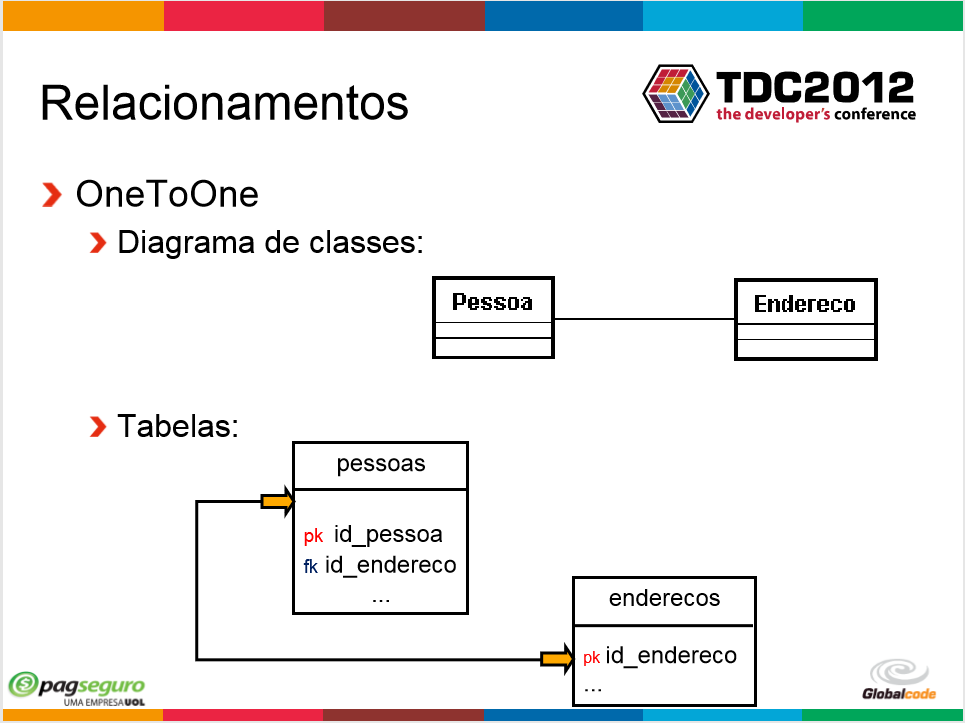 Relacionamentos
TDC2012
the developer's conference
OneToOne
Diagrama de classes:
Pessoa
Endereco
Tabelas:
pessoas
pk id_pessoa
fk id_endereco
...
enderecos
pk id_endereco
...
pagseguro
UMA EMPRESA UOL
Globalcode